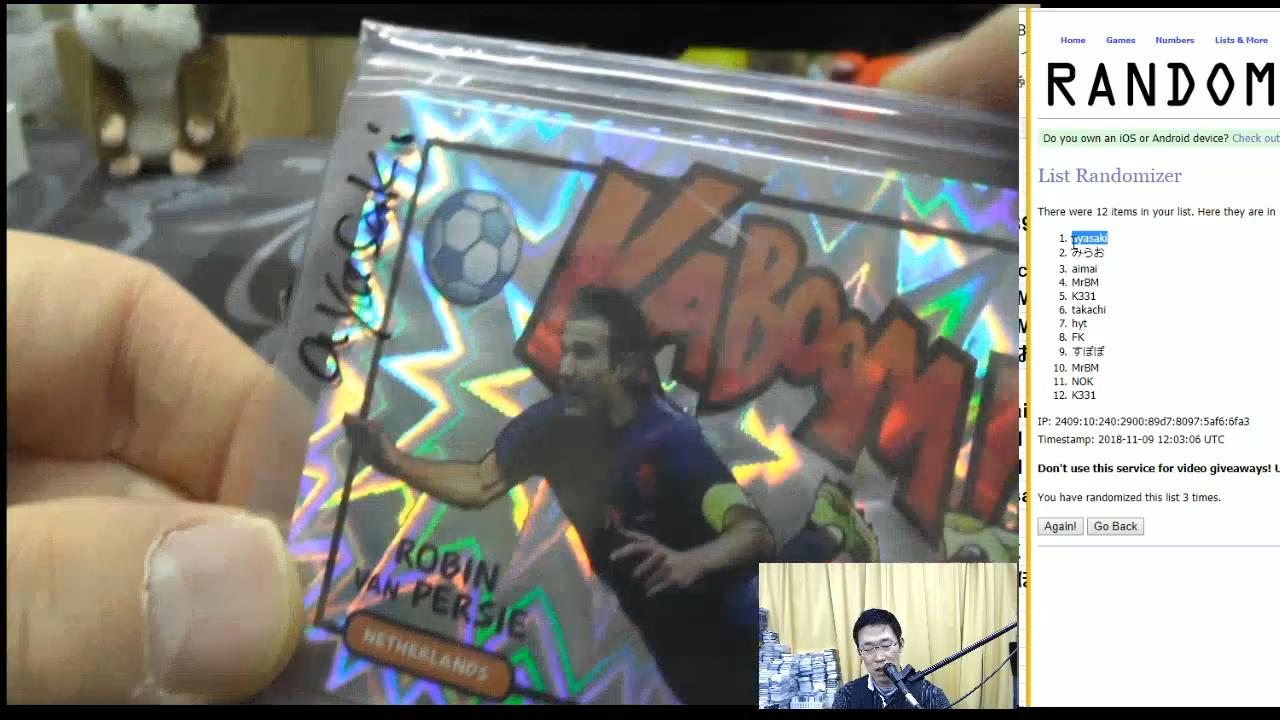 KABOOM
ROBIN
VAN PERSIE
NETHERLANDS
Home Games Numbers Lists & More
RANDOM
Do you own an iOS or Android device? Check out
List Randomizer
There were 12 items in your list. Here they are in
1. ayasaki
2. みらお
3. aimai
4. MrBM
5. K331
6. takachi
7. hyt
8. FK
9. すぽぽ
10. MrBM
11. NOK
12. K331
IP: 2409:10:240:2900:89d7:8097:5af6:6fa3
Timestamp: 2018-11-09 12:03:06 UTC
Don't use this service for video giveaways!
You have randomized this list 3 times.
Again! Go Back